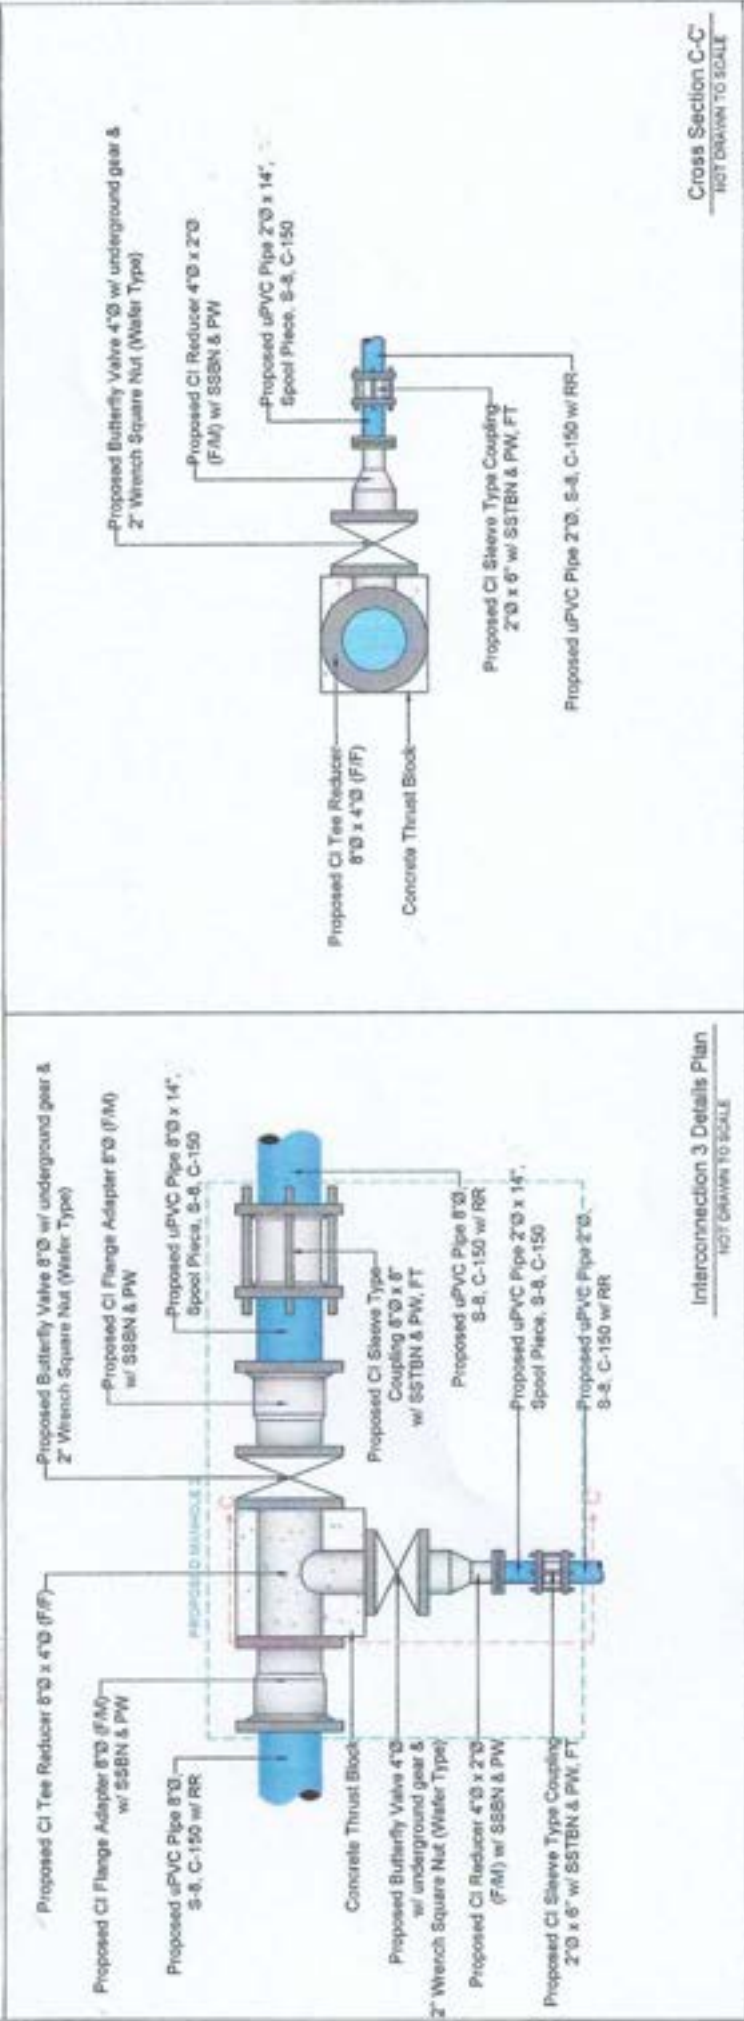 Proposed CI Tee Reducer 8"Ø x 4"Ø (F/F)
Proposed CI Flange Adapter 8"Ø (F/M)
w/ SSBN & PW
Proposed uPVC Pipe 8"Ø,
S-8, C-150 w/ RR
Concrete Thrust Block
Proposed Butterfly Valve 4"Ø
w/ underground gear &
2" Wrench Square Nut (Wafer Type)
Proposed CI Reducer 4"Ø x 2"Ø
(F/M) w/ SSBN & PW
Proposed CI Sleeve Type Coupling
2"Ø x 6" w/ SSTBN & PW, FT
Proposed Butterfly Valve 8"Ø w/ underground gear &
2" Wrench Square Nut (Wafer Type)
Proposed CI Flange Adapter 8"Ø (F/M)
w/ SSBN & PW
Proposed uPVC Pipe 8"Ø x 14",
Spool Piece, S-8, C-150
PROPOSED MANHOLE
C
Proposed CI Sleeve Type
Coupling 8"Ø x 8"
w/ SSTBN & PW, FT
Proposed uPVC Pipe 8"Ø,
S-8, C-150 w/ RR
Proposed uPVC Pipe 2"Ø x 14",
Spool Piece, S-8, C-150
Proposed uPVC Pipe 2"Ø,
S-8, C-150 w/ RR
C'
Interconnection 3 Details Plan
NOT DRAWN TO SCALE
Proposed Butterfly Valve 4"Ø w/ underground gear &
2" Wrench Square Nut (Wafer Type)
Proposed CI Reducer 4"Ø x 2"Ø
(F/M) w/ SSBN & PW
Proposed uPVC Pipe 2"Ø x 14",
Spool Piece, S-8, C-150
Proposed CI Tee Reducer
8"Ø x 4"Ø (F/F)
Concrete Thrust Block
Proposed CI Sleeve Type Coupling
2"Ø x 6" w/ SSTBN & PW, FT
Proposed uPVC Pipe 2"Ø, S-8, C-150 w/ RR
Cross Section C-C'
NOT DRAWN TO SCALE